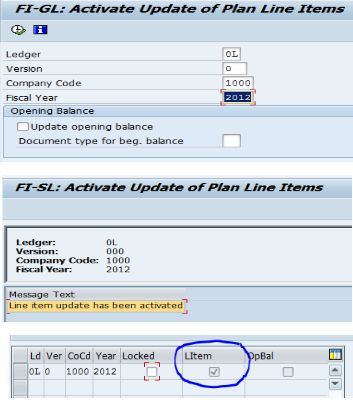 FI-GL: Activate Update of Plan Line Items
Ledger 0L
Version 0
Company Code 1000
Fiscal Year 2012
Opening Balance
Update opening balance
Document type for beg. balance
FI-SL: Activate Update of Plan Line Items
Ledger: 0L
Version: 000
Company Code: 1000
Fiscal Year: 2012
Message Text
Line item update has been activated
Ld Ver CoCd Year Locked LItem OpBal
0L 0 1000 2012